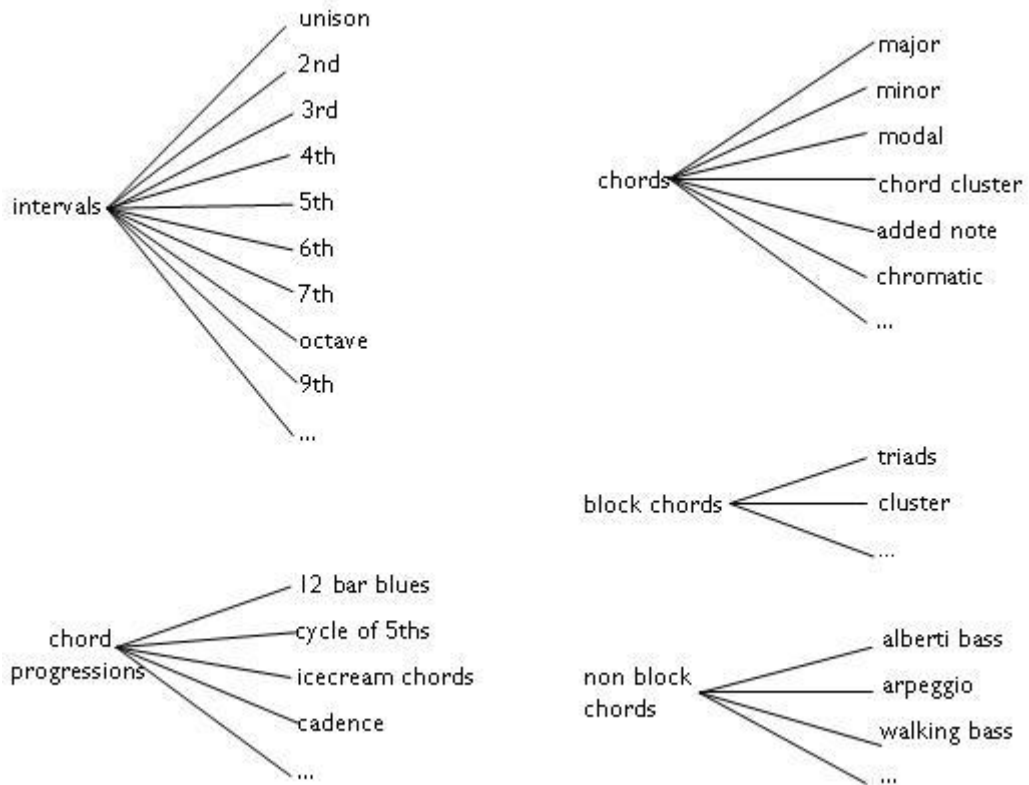 intervals
unison
2nd
3rd
4th
5th
6th
7th
octave
9th
...
chords
major
minor
modal
chord cluster
added note
chromatic
...
block chords
triads
cluster
...
chord
progressions
12 bar blues
cycle of 5ths
icecream chords
cadence
...
non block
chords
alberti bass
arpeggio
walking bass
...